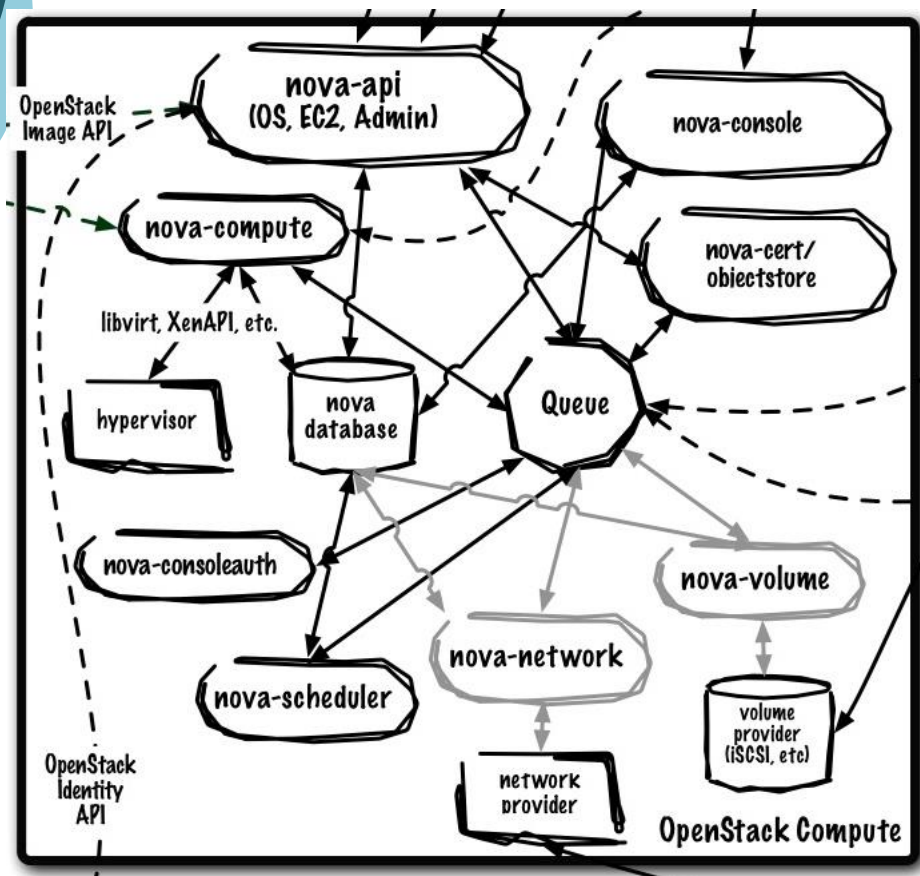 nova-api
(OS, EC2, Admin)
OpenStack
Image API
nova-console
nova-compute
nova-cert/
objectstore
libvirt, XenAPI, etc.
hypervisor
nova
database
Queue
nova-consoleauth
nova-volume
nova-network
nova-scheduler
volume
provider
(iSCSI, etc)
OpenStack
Identity
API
network
provider
OpenStack Compute